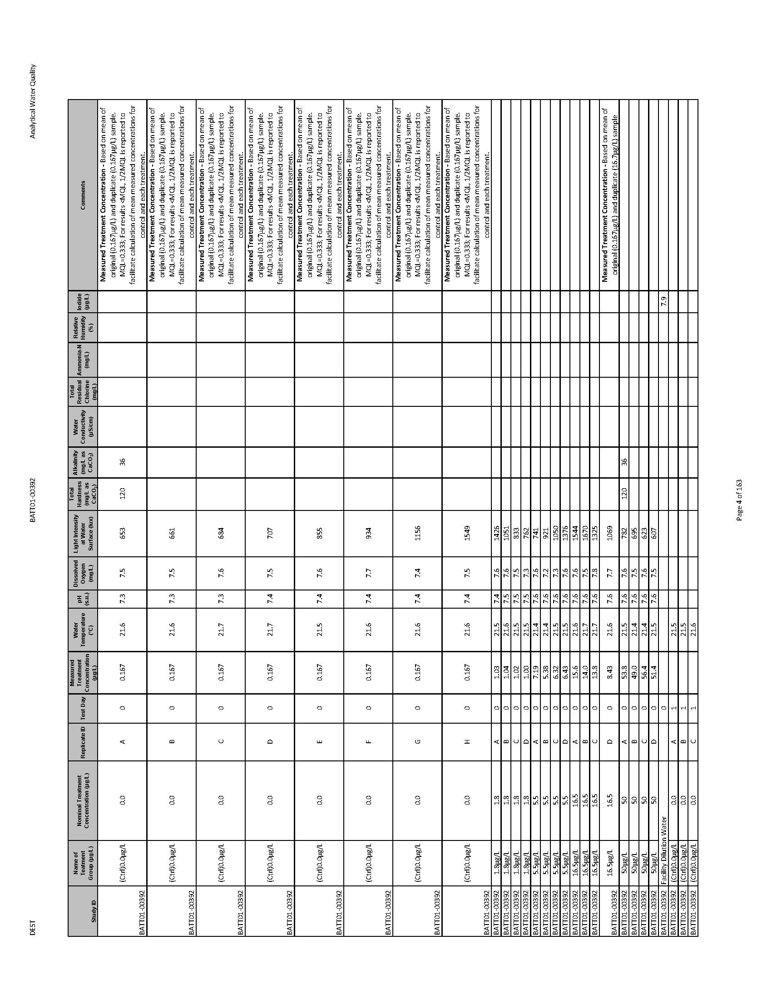 DEST BATT01-00392 Analytical Water Quality
Study ID Name of Treatment Group (µg/L) Nominal Treatment Concentration (µg/L) Replicate ID Test Day Measured Treatment Concentration (µg/L) Water Temperature (°C) pH (s.u.) Dissolved Oxygen (mg/L) Light Intensity at Water Surface (lux) Total Hardness (mg/L as CaCO₃) Alkalinity (mg/L as CaCO₃) Water Conductivity (µS/cm) Total Residual Chlorine (mg/L) Ammonia-N (mg/L) Relative Humidity (%) Iodide (µg/L) Comments
BATT01-00392 (Ctrl)0.0µg/L 0.0 A 0 0.167 21.6 7.3 7.5 653 120 36 Measured Treatment Concentration - Based on mean of
original (0.167µg/L) and duplicate (0.167µg/L) sample.
MQL=0.333; For results <MQL, 1/2MQL is reported to
facilitate calculation of mean measured concentrations for
control and each treatment.
BATT01-00392 (Ctrl)0.0µg/L 0.0 B 0 0.167 21.6 7.3 7.5 661 Measured Treatment Concentration - Based on mean of
original (0.167µg/L) and duplicate (0.167µg/L) sample.
MQL=0.333; For results <MQL, 1/2MQL is reported to
facilitate calculation of mean measured concentrations for
control and each treatment.
BATT01-00392 (Ctrl)0.0µg/L 0.0 C 0 0.167 21.7 7.3 7.6 684 Measured Treatment Concentration - Based on mean of
original (0.167µg/L) and duplicate (0.167µg/L) sample.
MQL=0.333; For results <MQL, 1/2MQL is reported to
facilitate calculation of mean measured concentrations for
control and each treatment.
BATT01-00392 (Ctrl)0.0µg/L 0.0 D 0 0.167 21.7 7.4 7.5 707 Measured Treatment Concentration - Based on mean of
original (0.167µg/L) and duplicate (0.167µg/L) sample.
MQL=0.333; For results <MQL, 1/2MQL is reported to
facilitate calculation of mean measured concentrations for
control and each treatment.
BATT01-00392 (Ctrl)0.0µg/L 0.0 E 0 0.167 21.5 7.4 7.6 855 Measured Treatment Concentration - Based on mean of
original (0.167µg/L) and duplicate (0.167µg/L) sample.
MQL=0.333; For results <MQL, 1/2MQL is reported to
facilitate calculation of mean measured concentrations for
control and each treatment.
BATT01-00392 (Ctrl)0.0µg/L 0.0 F 0 0.167 21.6 7.4 7.7 934 Measured Treatment Concentration - Based on mean of
original (0.167µg/L) and duplicate (0.167µg/L) sample.
MQL=0.333; For results <MQL, 1/2MQL is reported to
facilitate calculation of mean measured concentrations for
control and each treatment.
BATT01-00392 (Ctrl)0.0µg/L 0.0 G 0 0.167 21.6 7.4 7.4 1156 Measured Treatment Concentration - Based on mean of
original (0.167µg/L) and duplicate (0.167µg/L) sample.
MQL=0.333; For results <MQL, 1/2MQL is reported to
facilitate calculation of mean measured concentrations for
control and each treatment.
BATT01-00392 (Ctrl)0.0µg/L 0.0 H 0 0.167 21.6 7.4 7.5 1549 Measured Treatment Concentration - Based on mean of
original (0.167µg/L) and duplicate (0.167µg/L) sample.
MQL=0.333; For results <MQL, 1/2MQL is reported to
facilitate calculation of mean measured concentrations for
control and each treatment.
BATT01-00392 1.8µg/L 1.8 A 0 1.03 21.5 7.4 7.6 1426
BATT01-00392 1.8µg/L 1.8 B 0 1.04 21.6 7.5 7.6 1051
BATT01-00392 1.8µg/L 1.8 C 0 1.02 21.5 7.5 7.5 833
BATT01-00392 1.8µg/L 1.8 D 0 1.00 21.5 7.5 7.3 762
BATT01-00392 5.5µg/L 5.5 A 0 7.19 21.4 7.6 7.6 741
BATT01-00392 5.5µg/L 5.5 B 0 5.38 21.4 7.6 7.2 921
BATT01-00392 5.5µg/L 5.5 C 0 6.32 21.5 7.6 7.3 1050
BATT01-00392 5.5µg/L 5.5 D 0 6.43 21.5 7.6 7.6 1376
BATT01-00392 16.5µg/L 16.5 A 0 15.6 21.6 7.6 7.6 1544
BATT01-00392 16.5µg/L 16.5 B 0 14.0 21.7 7.6 7.5 1670
BATT01-00392 16.5µg/L 16.5 C 0 13.8 21.7 7.6 7.8 1325
BATT01-00392 16.5µg/L 16.5 D 0 8.43 21.6 7.6 7.7 1069 Measured Treatment Concentration - Based on mean of
original (0.167µg/L) and duplicate (16.7µg/L) sample
BATT01-00392 50µg/L 50 A 0 53.8 21.5 7.6 7.6 782 120 36
BATT01-00392 50µg/L 50 B 0 49.0 21.4 7.6 7.5 695
BATT01-00392 50µg/L 50 C 0 56.4 21.4 7.6 7.6 623
BATT01-00392 50µg/L 50 D 0 51.4 21.5 7.6 7.5 607
BATT01-00392 Facility Dilution Water 0 7.9
BATT01-00392 (Ctrl)0.0µg/L 0.0 A 1 21.5
BATT01-00392 (Ctrl)0.0µg/L 0.0 B 1 21.5
BATT01-00392 (Ctrl)0.0µg/L 0.0 C 1 21.6
Page 4 of 163